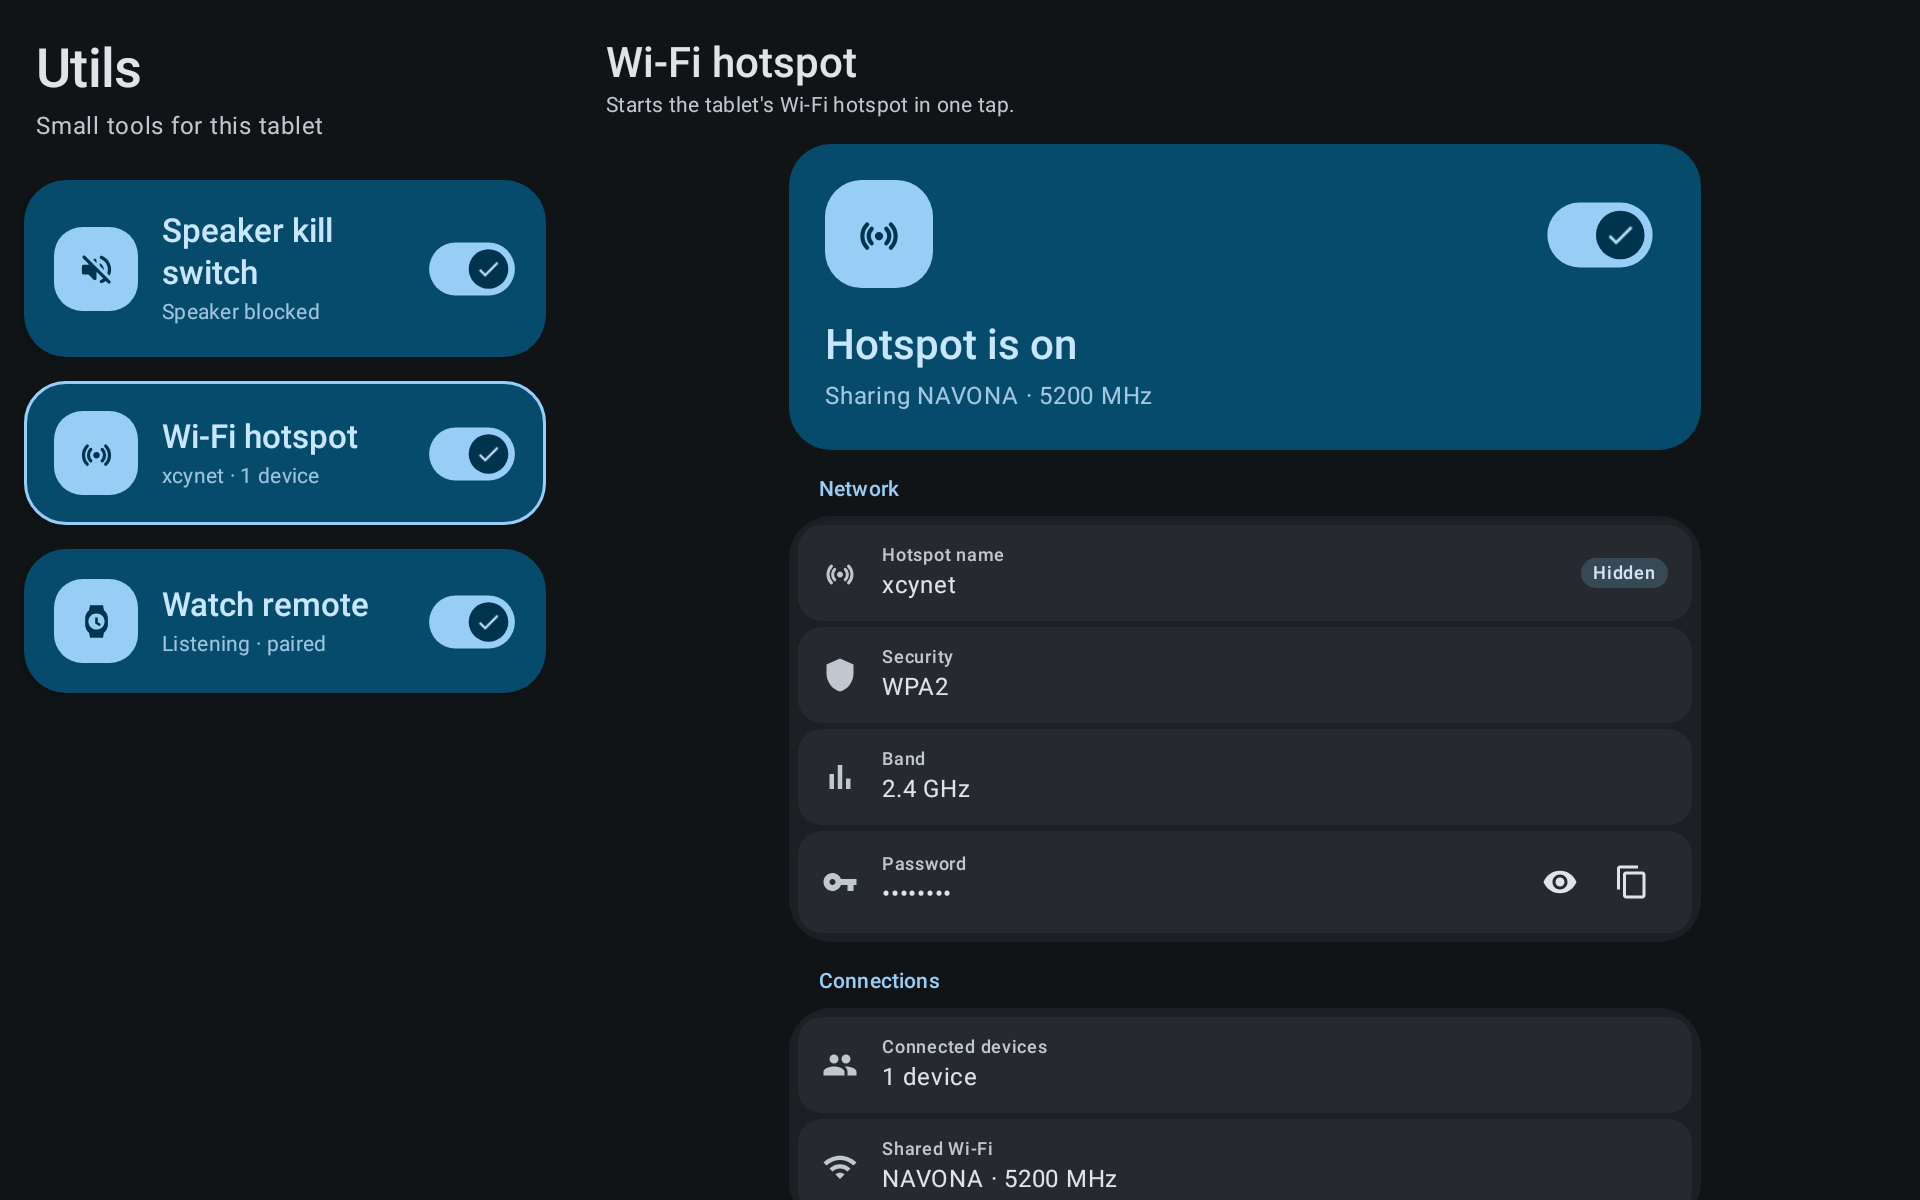 Utils
Small tools for this tablet
Speaker kill
switch
Speaker blocked
Wi-Fi hotspot
xcynet · 1 device
Watch remote
Listening · paired
Wi-Fi hotspot
Starts the tablet's Wi-Fi hotspot in one tap.
Hotspot is on
Sharing NAVONA · 5200 MHz
Network
Hotspot name
xcynet
Hidden
Security
WPA2
Band
2.4 GHz
Password
••••••••
Connections
Connected devices
1 device
Shared Wi-Fi
NAVONA · 5200 MHz